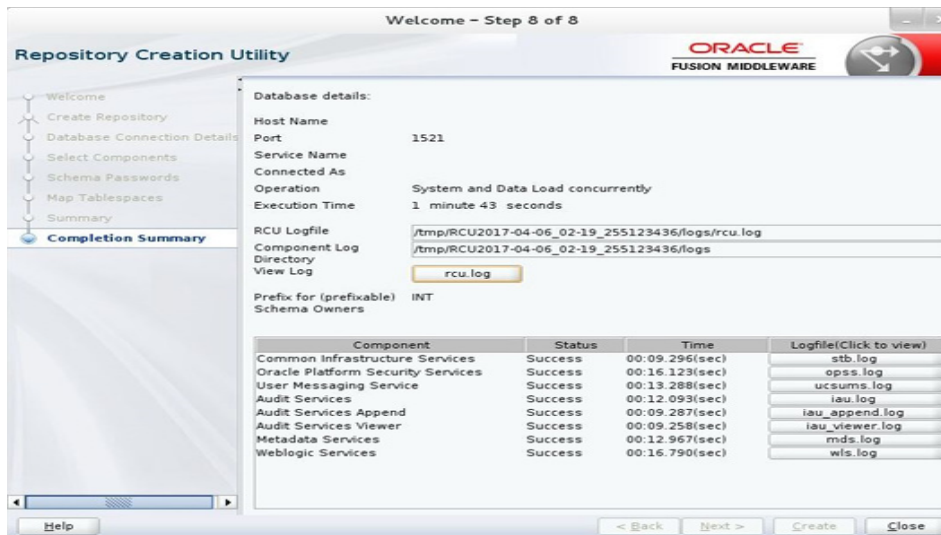 Welcome – Step 8 of 8
Repository Creation Utility
ORACLE
FUSION MIDDLEWARE
Welcome
Create Repository
Database Connection Details
Select Components
Schema Passwords
Map Tablespaces
Summary
Completion Summary
Database details:
Host Name
Port 1521
Service Name
Connected As
Operation System and Data Load concurrently
Execution Time 1 minute 43 seconds
RCU Logfile /tmp/RCU2017-04-06_02-19_255123436/logs/rcu.log
Component Log /tmp/RCU2017-04-06_02-19_255123436/logs
Directory
View Log rcu.log
Prefix for (prefixable) INT
Schema Owners
Component Status Time Logfile(Click to view)
Common Infrastructure Services Success 00:09.296(sec) stb.log
Oracle Platform Security Services Success 00:16.123(sec) opss.log
User Messaging Service Success 00:13.288(sec) ucsums.log
Audit Services Success 00:12.093(sec) iau.log
Audit Services Append Success 00:09.287(sec) iau_append.log
Audit Services Viewer Success 00:09.258(sec) iau_viewer.log
Metadata Services Success 00:12.967(sec) mds.log
Weblogic Services Success 00:16.790(sec) wls.log
Help < Back Next > Create Close